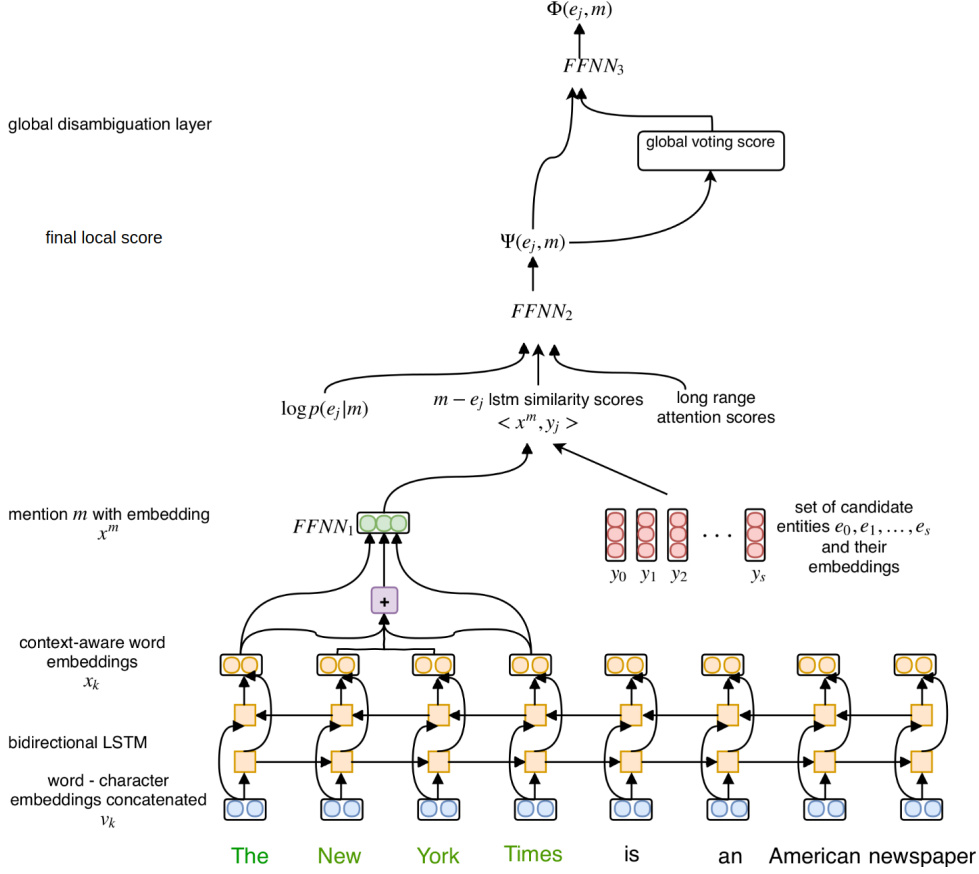 Φ(e_j, m)
FFNN_3
global disambiguation layer
global voting score
final local score
Ψ(e_j, m)
FFNN_2
log p(e_j|m)
m − e_j lstm similarity scores
< x^m, y_j >
long range
attention scores
mention m with embedding
x^m
FFNN_1
set of candidate
entities e_0, e_1, …, e_s
and their
embeddings
y_0 y_1 y_2 … y_s
+
context-aware word
embeddings
x_k
bidirectional LSTM
word - character
embeddings concatenated
v_k
The New York Times is an American newspaper